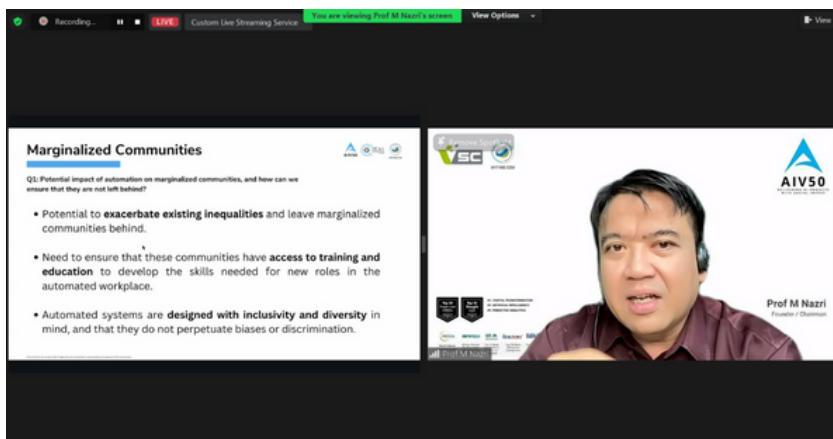 Recording...
LIVE
Custom Live Streaming Service
You are viewing Prof M Nazri's screen
View Options
View
Marginalized Communities
AIV50
Q1: Potential impact of automation on marginalized communities, and how can we
ensure that they are not left behind?
• Potential to exacerbate existing inequalities and leave marginalized
communities behind.
• Need to ensure that these communities have access to training and
education to develop the skills needed for new roles in the
automated workplace.
• Automated systems are designed with inclusivity and diversity in
mind, and that they do not perpetuate biases or discrimination.
Remove Spotlight
VSC
AIV50
Prof M Nazri
Founder / Chairman
Prof M Nazri